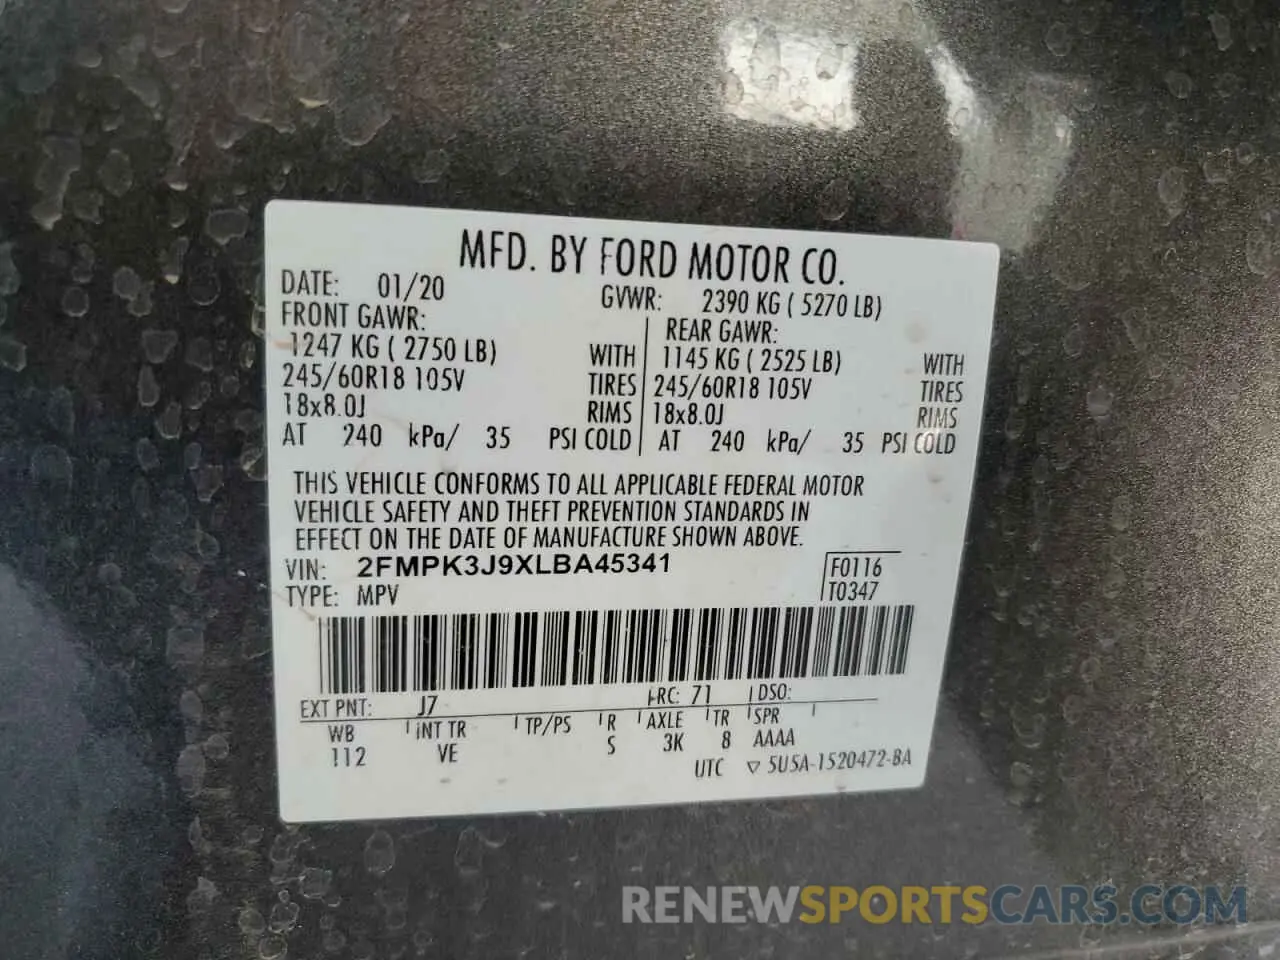 MFD. BY FORD MOTOR CO.
DATE: 01/20 GVWR: 2390 KG ( 5270 LB)
FRONT GAWR: REAR GAWR:
1247 KG ( 2750 LB) WITH 1145 KG ( 2525 LB) WITH
245/60R18 105V TIRES 245/60R18 105V TIRES
18x8.0J RIMS 18x8.0J RIMS
AT 240 kPa/ 35 PSI COLD AT 240 kPa/ 35 PSI COLD
THIS VEHICLE CONFORMS TO ALL APPLICABLE FEDERAL MOTOR
VEHICLE SAFETY AND THEFT PREVENTION STANDARDS IN
EFFECT ON THE DATE OF MANUFACTURE SHOWN ABOVE.
VIN: 2FMPK3J9XLBA45341 F0116
TYPE: MPV T0347
EXT PNT: J7 RC: 71 DSO:
WB INT TR TP/PS R AXLE TR SPR
112 VE S 3K 8 AAAA
UTC ▽ 5U5A-1520472-BA
RENEWSPORTSCARS.COM